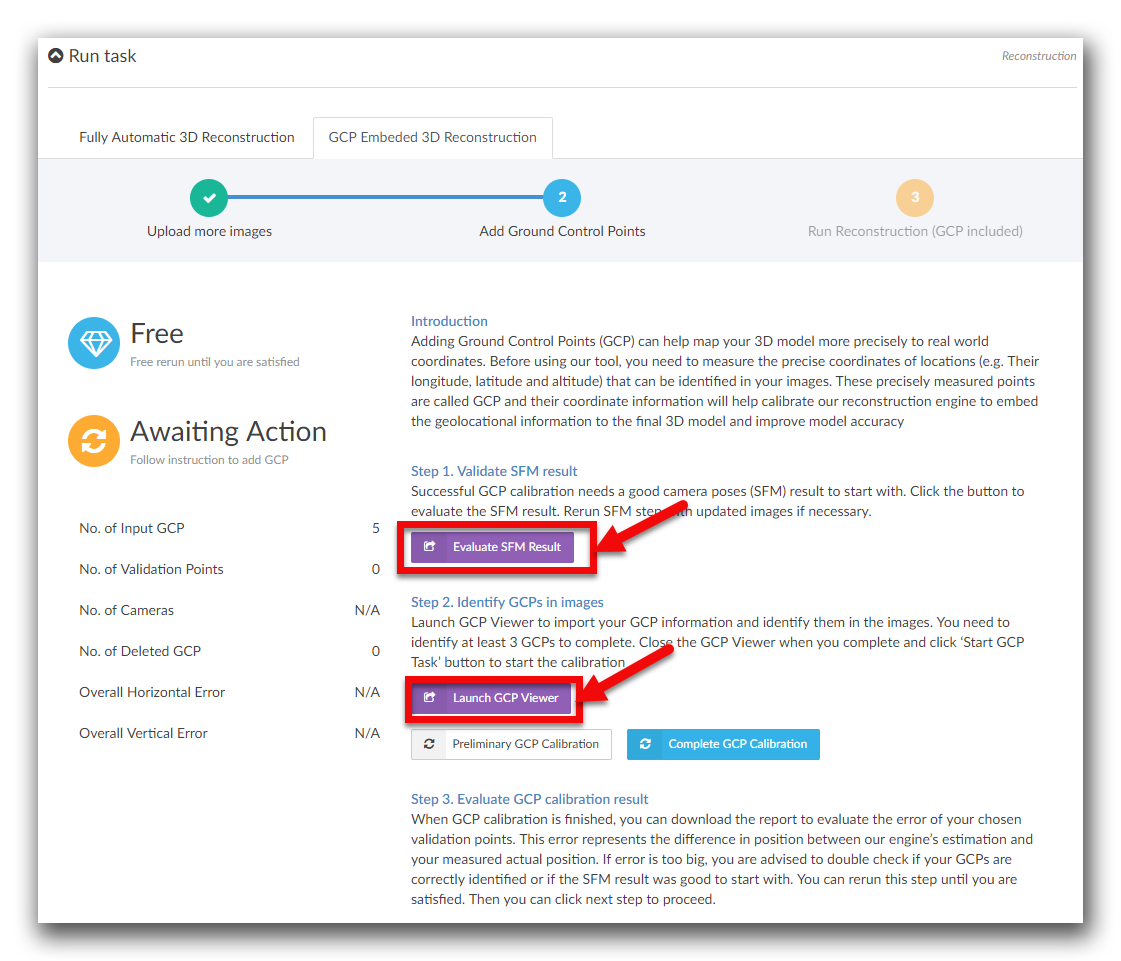 Run task
Reconstruction
Fully Automatic 3D Reconstruction
GCP Embeded 3D Reconstruction
2
3
Upload more images
Add Ground Control Points
Run Reconstruction (GCP included)
Free
Free rerun until you are satisfied
Awaiting Action
Follow instruction to add GCP
No. of Input GCP 5
No. of Validation Points 0
No. of Cameras N/A
No. of Deleted GCP 0
Overall Horizontal Error N/A
Overall Vertical Error N/A
Introduction
Adding Ground Control Points (GCP) can help map your 3D model more precisely to real world
coordinates. Before using our tool, you need to measure the precise coordinates of locations (e.g. Their
longitude, latitude and altitude) that can be identified in your images. These precisely measured points
are called GCP and their coordinate information will help calibrate our reconstruction engine to embed
the geolocational information to the final 3D model and improve model accuracy
Step 1. Validate SFM result
Successful GCP calibration needs a good camera poses (SFM) result to start with. Click the button to
evaluate the SFM result. Rerun SFM step with updated images if necessary.
Evaluate SFM Result
Step 2. Identify GCPs in images
Launch GCP Viewer to import your GCP information and identify them in the images. You need to
identify at least 3 GCPs to complete. Close the GCP Viewer when you complete and click ‘Start GCP
Task’ button to start the calibration
Launch GCP Viewer
Preliminary GCP Calibration
Complete GCP Calibration
Step 3. Evaluate GCP calibration result
When GCP calibration is finished, you can download the report to evaluate the error of your chosen
validation points. This error represents the difference in position between our engine’s estimation and
your measured actual position. If error is too big, you are advised to double check if your GCPs are
correctly identified or if the SFM result was good to start with. You can rerun this step until you are
satisfied. Then you can click next step to proceed.